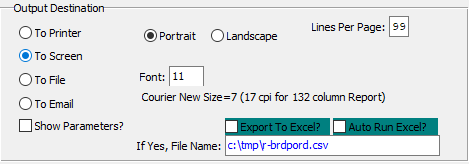 Output Destination
To Printer
Portrait
Landscape
Lines Per Page: 99
To Screen
To File
Font: 11
To Email
Courier New Size=7 (17 cpi for 132 column Report)
Show Parameters?
Export To Excel?
Auto Run Excel?
If Yes, File Name: c:\tmp\r-brdpord.csv